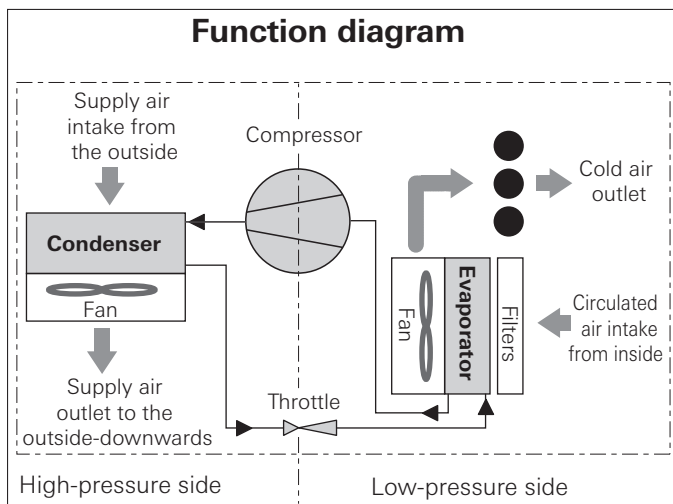 Function diagram
Supply air
intake from
the outside
Compressor
Cold air
outlet
Condenser
Fan
Fan
Evaporator
Filters
Circulated
air intake
from inside
Supply air
outlet to the
outside-downwards
Throttle
High-pressure side
Low-pressure side